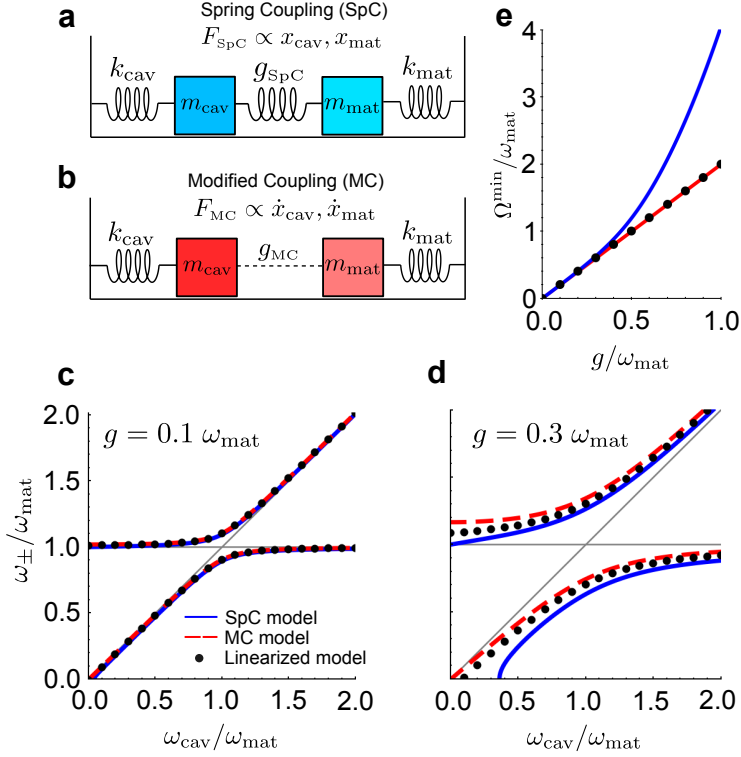 a
Spring Coupling (SpC)
F_SpC ∝ x_cav, x_mat
k_cav
g_SpC
k_mat
m_cav
m_mat
b
Modified Coupling (MC)
F_MC ∝ ẋ_cav, ẋ_mat
k_cav
g_MC
k_mat
m_cav
m_mat
e
Ω^min/ω_mat
4
3
2
1
0
0.0
0.5
1.0
g/ω_mat
c
g = 0.1 ω_mat
ω_±/ω_mat
2.0
1.5
1.0
0.5
0.0
SpC model
MC model
Linearized model
0.0
0.5
1.0
1.5
2.0
ω_cav/ω_mat
d
g = 0.3 ω_mat
0.0
0.5
1.0
1.5
2.0
ω_cav/ω_mat